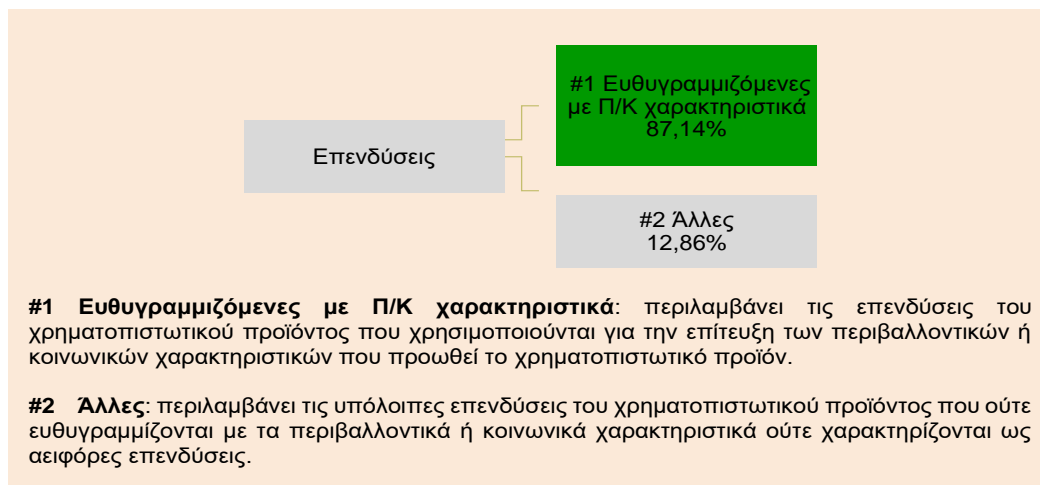 #1 Ευθυγραμμιζόμενες
με Π/Κ χαρακτηριστικά
87,14%
Επενδύσεις
#2 Άλλες
12,86%
#1 Ευθυγραμμιζόμενες με Π/Κ χαρακτηριστικά: περιλαμβάνει τις επενδύσεις του
χρηματοπιστωτικού προϊόντος που χρησιμοποιούνται για την επίτευξη των περιβαλλοντικών ή
κοινωνικών χαρακτηριστικών που προωθεί το χρηματοπιστωτικό προϊόν.
#2 Άλλες: περιλαμβάνει τις υπόλοιπες επενδύσεις του χρηματοπιστωτικού προϊόντος που ούτε
ευθυγραμμίζονται με τα περιβαλλοντικά ή κοινωνικά χαρακτηριστικά ούτε χαρακτηρίζονται ως
αειφόρες επενδύσεις.